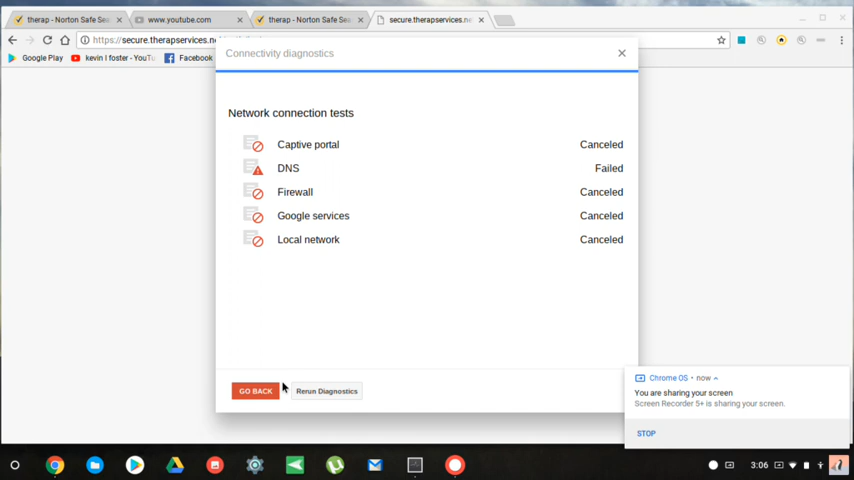 therap - Norton Safe Sea
www.youtube.com
therap - Norton Safe Sea
secure.therapservices.ne
https://secure.therapservices.ne
Google Play
kevin l foster - YouTu
Facebook
Connectivity diagnostics
Network connection tests
Captive portal Canceled
DNS Failed
Firewall Canceled
Google services Canceled
Local network Canceled
GO BACK Rerun Diagnostics
Chrome OS • now
You are sharing your screen
Screen Recorder 5+ is sharing your screen.
STOP
3:06